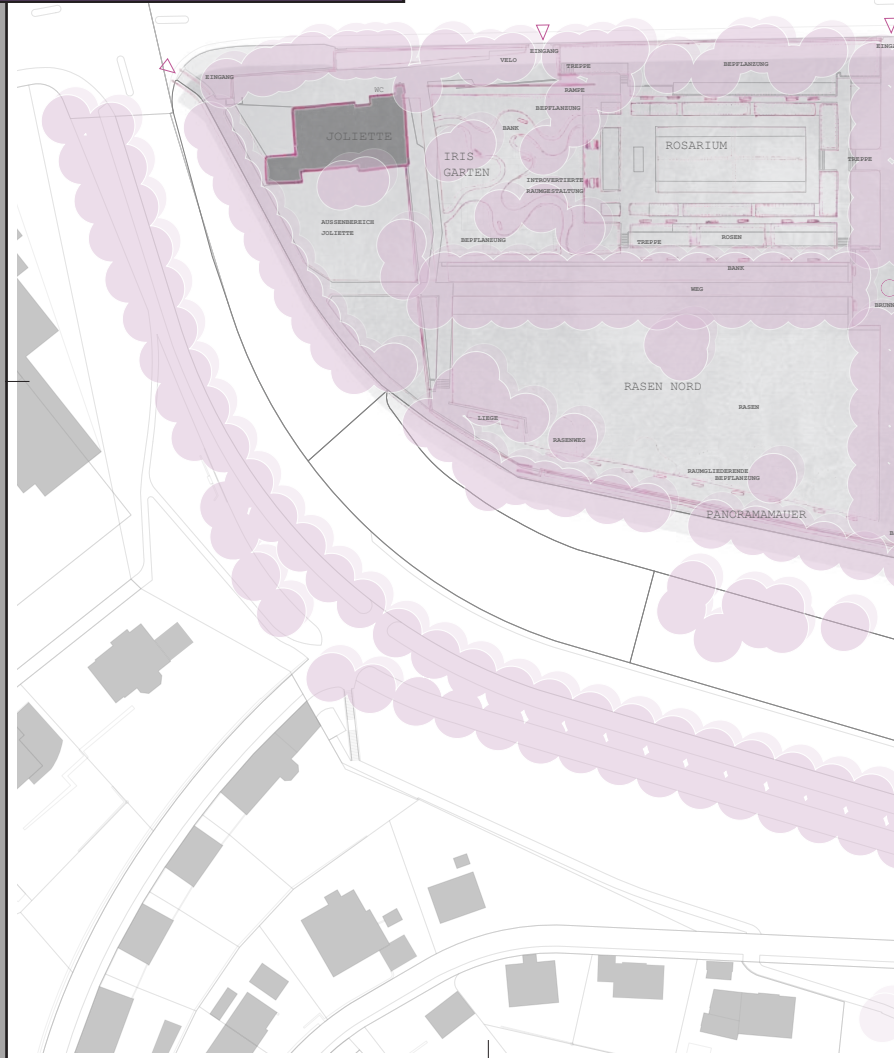 EINGANG
VELO
EINGANG
TREPPE
BEPFLANZUNG
EINGANG
WC
RAMPE
BEPFLANZUNG
BANK
JOLIETTE
IRIS
GARTEN
ROSARIUM
TREPPE
INTROVERTIERTE
RAUMGESTALTUNG
AUSSENBEREICH
JOLIETTE
BEPFLANZUNG
TREPPE
ROSEN
BANK
WEG
RASEN NORD
RASEN
LIEGE
RASENWEG
RAUMGLIEDERENDE
BEPFLANZUNG
PANORAMAMAUER